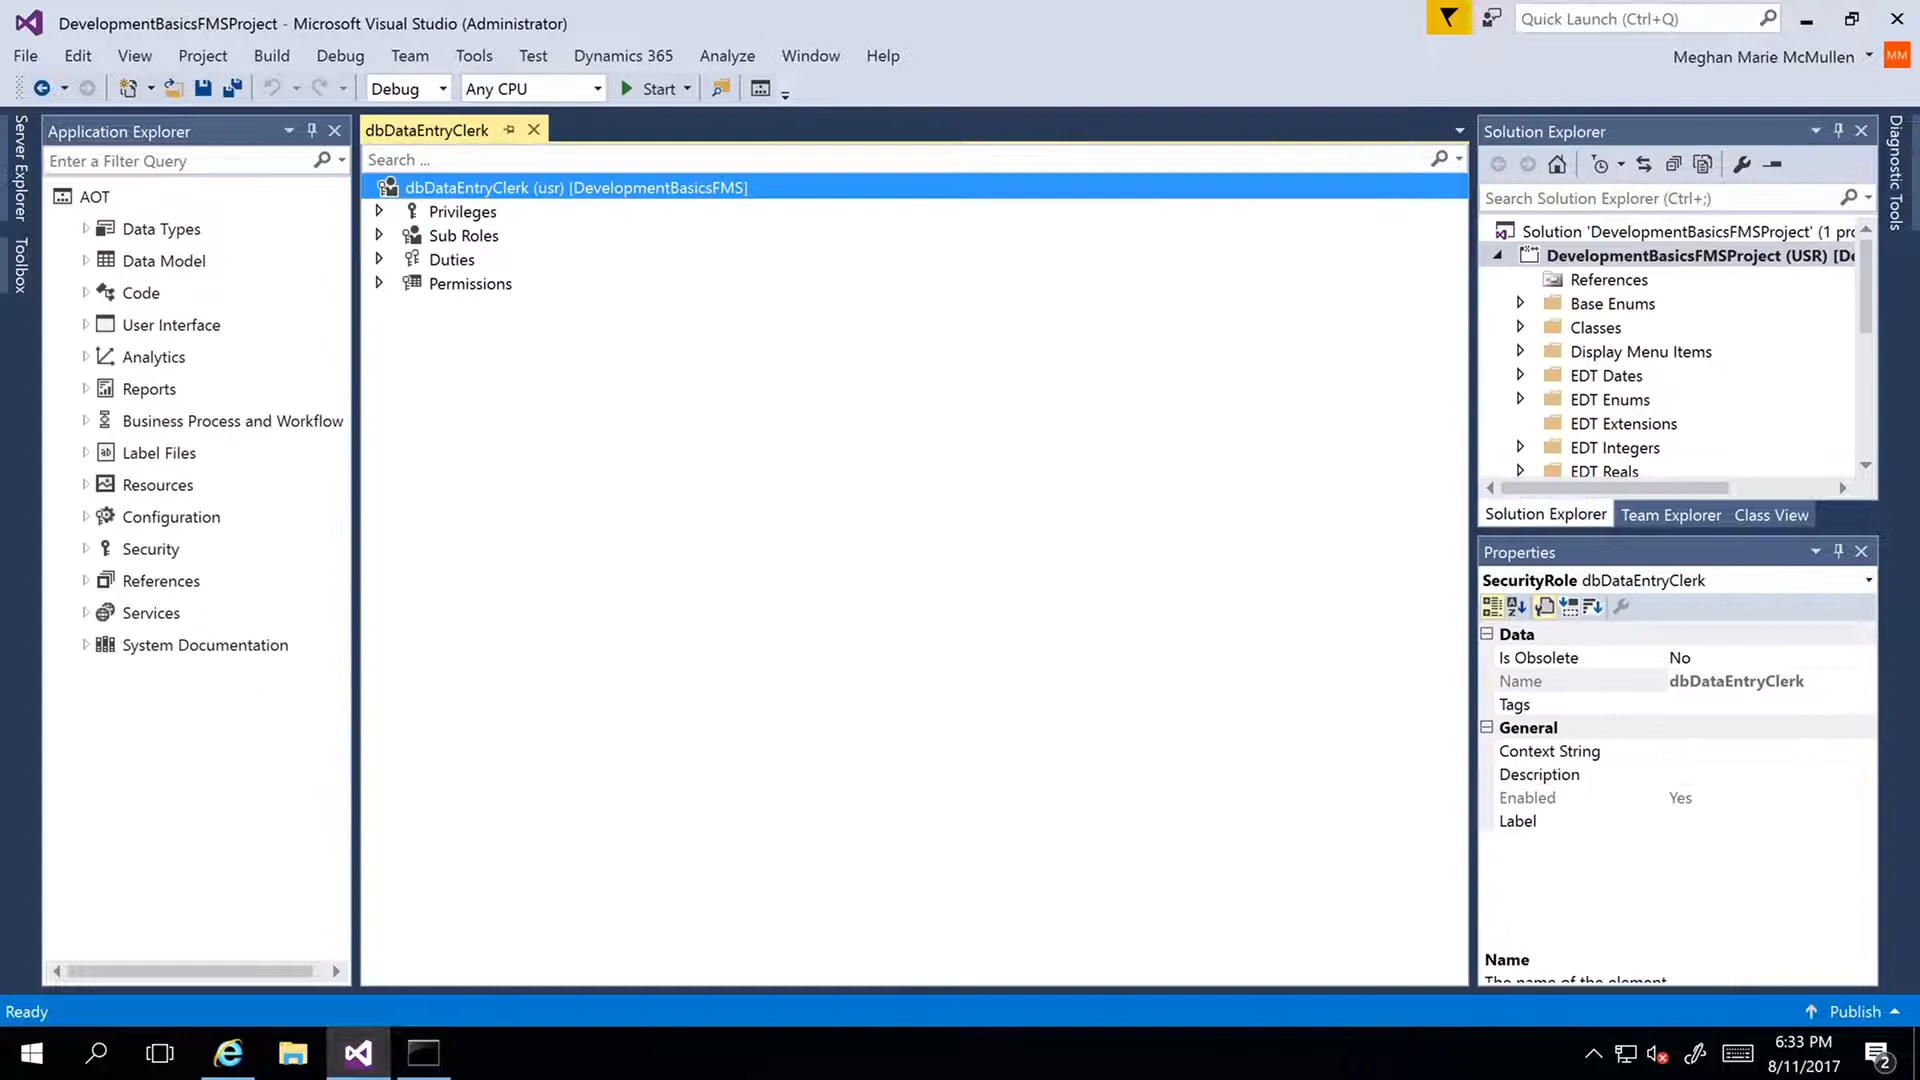 DevelopmentBasicsFMSProject - Microsoft Visual Studio (Administrator)
Quick Launch (Ctrl+Q)
File Edit View Project Build Debug Team Tools Test Dynamics 365 Analyze Window Help
Meghan Marie McMullen
MM
Debug Any CPU Start
Server Explorer
Toolbox
Application Explorer
Enter a Filter Query
AOT
Data Types
Data Model
Code
User Interface
Analytics
Reports
Business Process and Workflow
Label Files
Resources
Configuration
Security
References
Services
System Documentation
dbDataEntryClerk
Search ...
dbDataEntryClerk (usr) [DevelopmentBasicsFMS]
Privileges
Sub Roles
Duties
Permissions
Solution Explorer
Search Solution Explorer (Ctrl+;)
Solution 'DevelopmentBasicsFMSProject' (1 pro
DevelopmentBasicsFMSProject (USR) [De
References
Base Enums
Classes
Display Menu Items
EDT Dates
EDT Enums
EDT Extensions
EDT Integers
EDT Reals
Solution Explorer Team Explorer Class View
Diagnostic Tools
Properties
SecurityRole dbDataEntryClerk
Data
Is Obsolete No
Name dbDataEntryClerk
Tags
General
Context String
Description
Enabled Yes
Label
Name
The name of the element
Ready
Publish
6:33 PM
8/11/2017
2